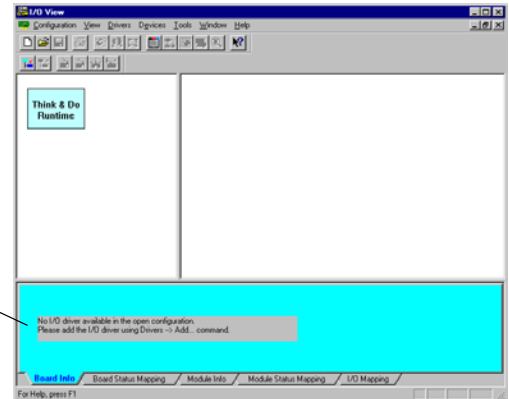 I/O View
Configuration View Drivers Devices Tools Window Help
Think & Do
Runtime
No I/O driver available in the open configuration.
Please add the I/O driver using Drivers -> Add... command.
Board Info Board Status Mapping Module Info Module Status Mapping I/O Mapping
For Help, press F1